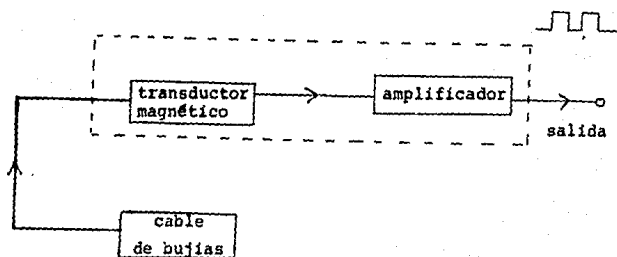 transductor
magnético
amplificador
salida
cable
de bujias